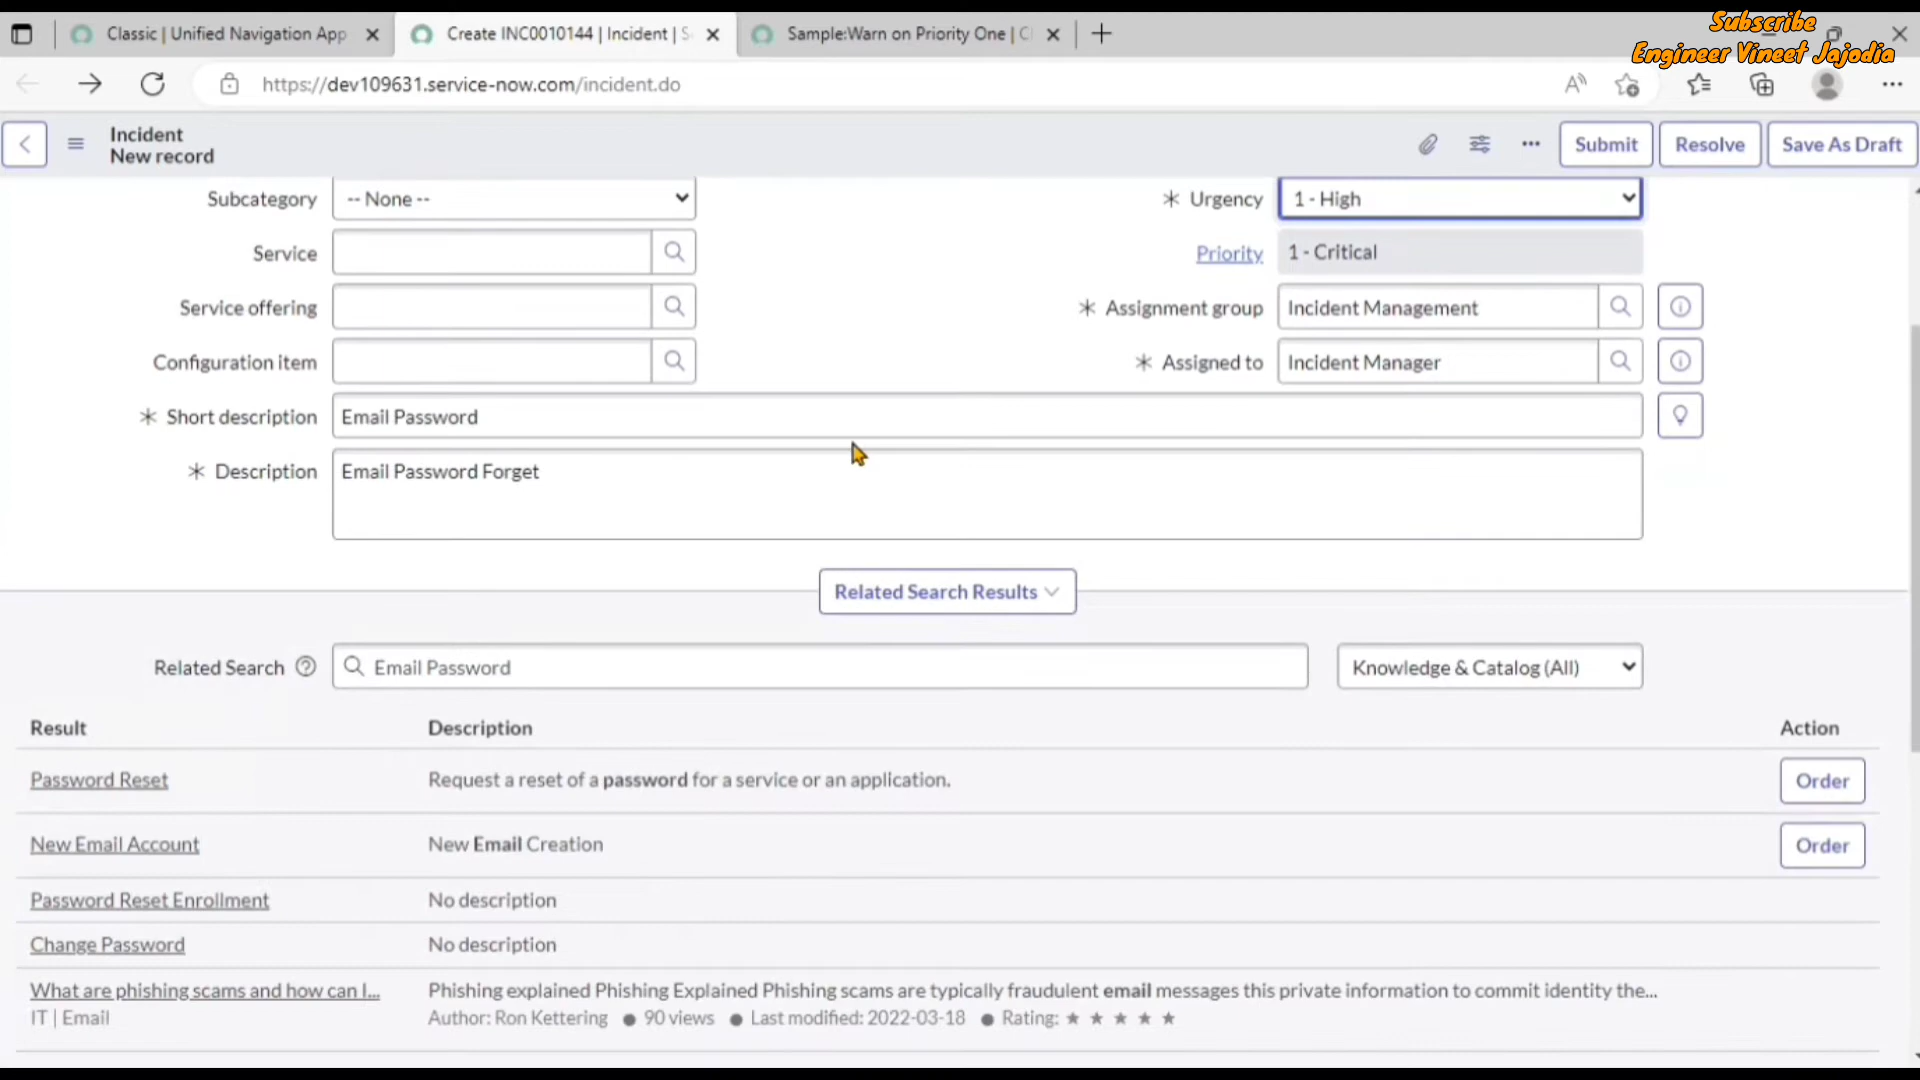 Subscribe
Engineer Vineet Jajodia
Classic | Unified Navigation App
Create INC0010144 | Incident | S
Sample:Warn on Priority One | Cl
https://dev109631.service-now.com/incident.do
Incident
New record
Submit
Resolve
Save As Draft
Subcategory
-- None --
Urgency
1 - High
Service
Priority
1 - Critical
Service offering
Assignment group
Incident Management
Configuration item
Assigned to
Incident Manager
Short description
Email Password
Description
Email Password Forget
Related Search Results
Related Search
Email Password
Knowledge & Catalog (All)
Result
Description
Action
Password Reset
Request a reset of a password for a service or an application.
Order
New Email Account
New Email Creation
Order
Password Reset Enrollment
No description
Change Password
No description
What are phishing scams and how can I...
Phishing explained Phishing Explained Phishing scams are typically fraudulent email messages this private information to commit identity the...
IT | Email
Author: Ron Kettering ● 90 views ● Last modified: 2022-03-18 ● Rating: ★ ★ ★ ★ ★